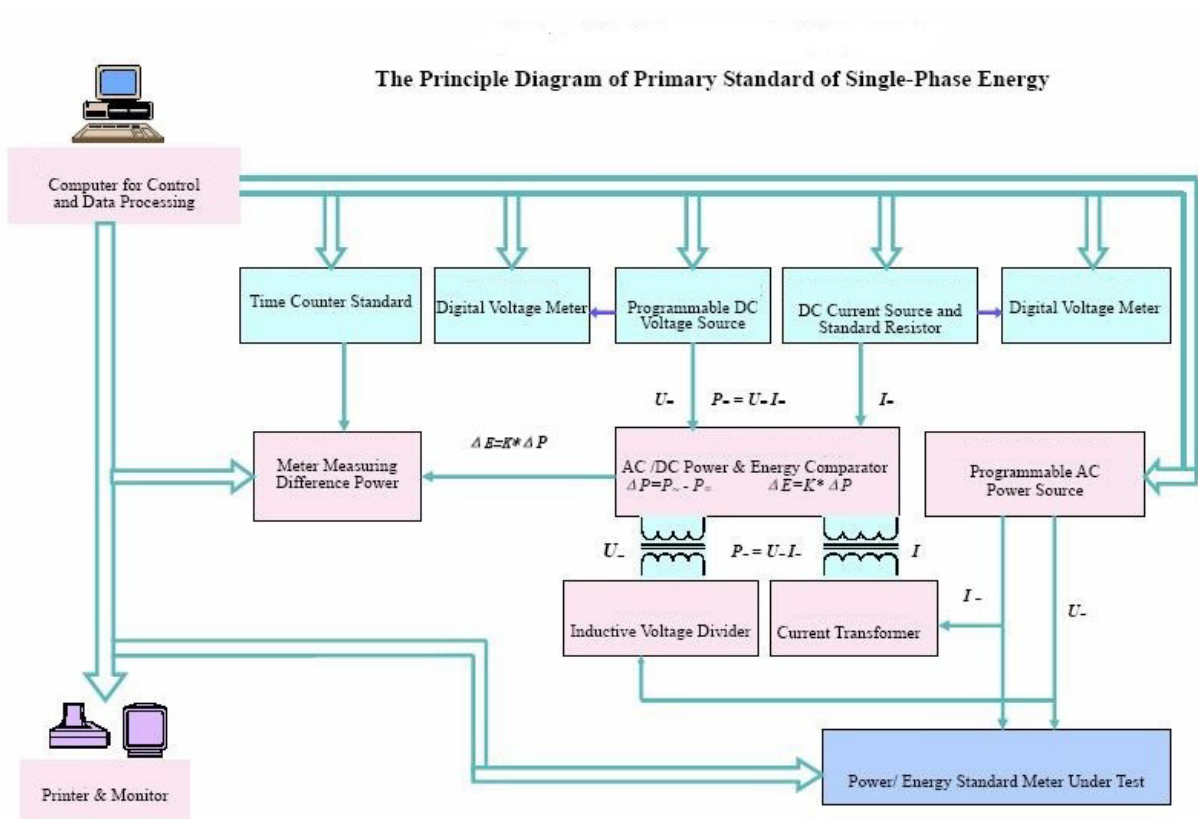 The Principle Diagram of Primary Standard of Single-Phase Energy
Computer for Control
and Data Processing
Time Counter Standard
Digital Voltage Meter
Programmable DC
Voltage Source
DC Current Source and
Standard Resistor
Digital Voltage Meter
U=
P= = U= I=
I=
ΔE=K* ΔP
Meter Measuring
Difference Power
AC /DC Power & Energy Comparator
ΔP=P~ - P=
ΔE=K* ΔP
Programmable AC
Power Source
U~
P~ = U~ I~
I
Inductive Voltage Divider
Current Transformer
I~
U~
Printer & Monitor
Power/ Energy Standard Meter Under Test